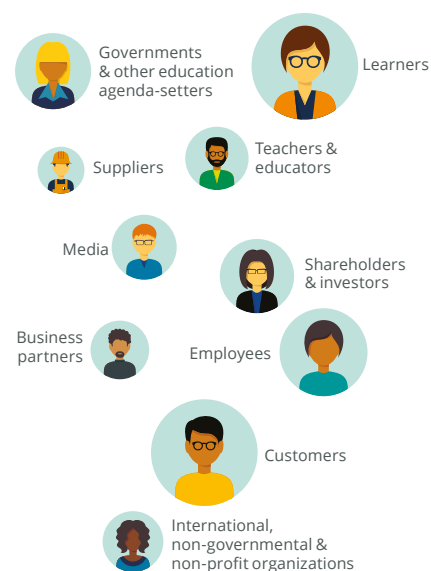 Governments
& other education
agenda-setters
Learners
Teachers &
educators
Suppliers
Media
Shareholders
& investors
Business
partners
Employees
Customers
International,
non-governmental &
non-profit organizations